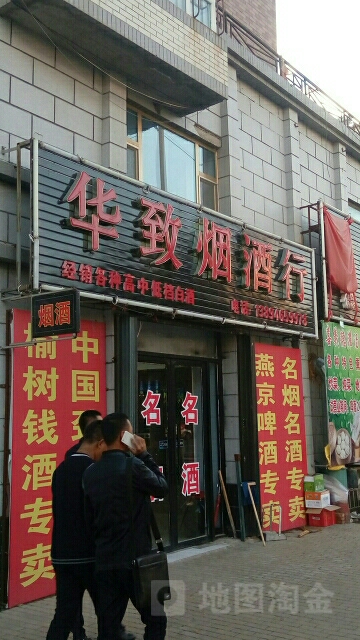 华致烟酒行
经销各种高中低档白酒
烟酒
中国
榆树钱酒专卖
名 名
酒
名烟名酒专卖
燕京啤酒专卖
地图淘金